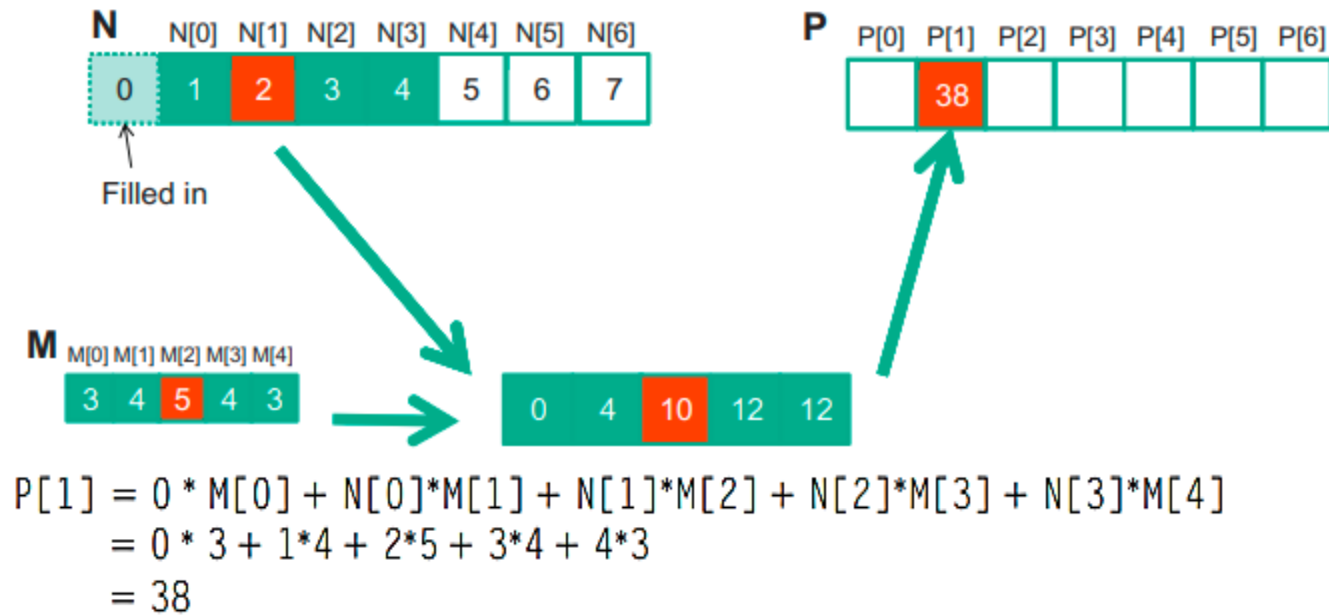 N N[0] N[1] N[2] N[3] N[4] N[5] N[6]
0 1 2 3 4 5 6 7
Filled in
P P[0] P[1] P[2] P[3] P[4] P[5] P[6]
38
M M[0] M[1] M[2] M[3] M[4]
3 4 5 4 3
0 4 10 12 12
P[1] = 0 * M[0] + N[0]*M[1] + N[1]*M[2] + N[2]*M[3] + N[3]*M[4]
= 0 * 3 + 1*4 + 2*5 + 3*4 + 4*3
= 38